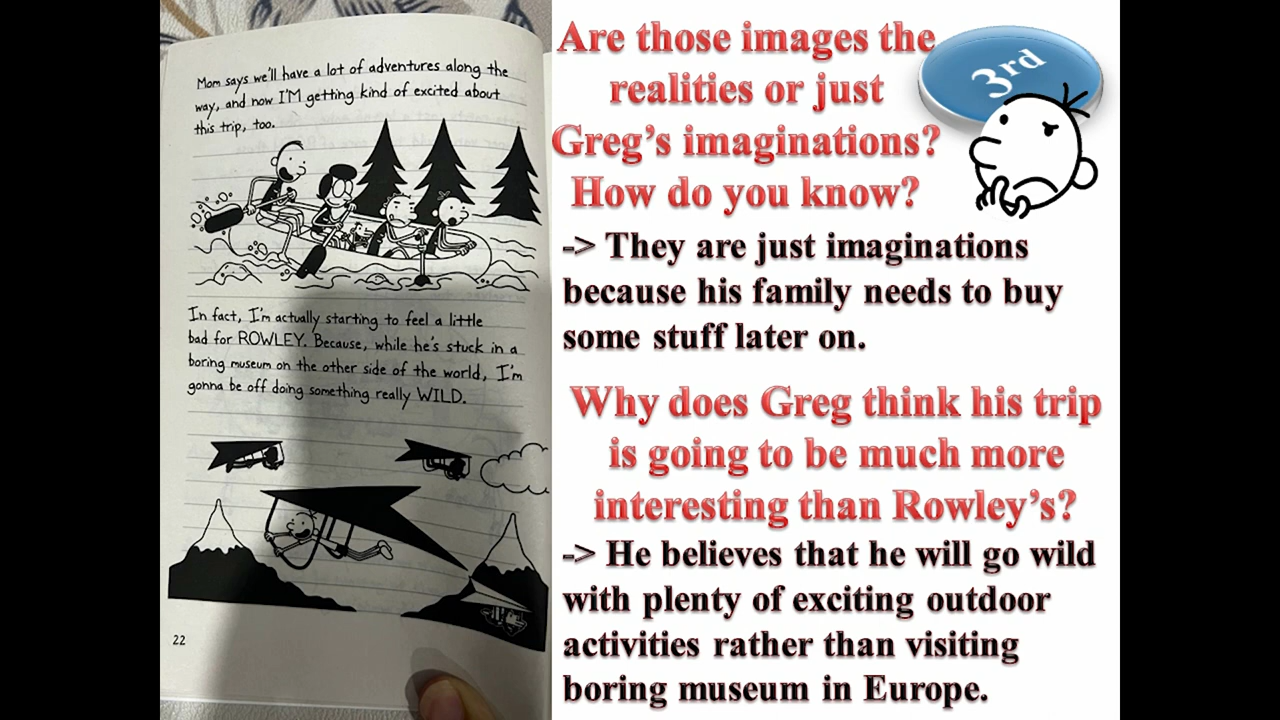 Mom says we'll have a lot of adventures along the
way, and now I'M getting kind of excited about
this trip, too.
In fact, I'm actually starting to feel a little
bad for ROWLEY. Because, while he's stuck in a
boring museum on the other side of the world, I'm
gonna be off doing something really WILD.
22
Are those images the
realities or just
Greg's imaginations?
How do you know?
3rd
-> They are just imaginations
because his family needs to buy
some stuff later on.
Why does Greg think his trip
is going to be much more
interesting than Rowley's?
-> He believes that he will go wild
with plenty of exciting outdoor
activities rather than visiting
boring museum in Europe.